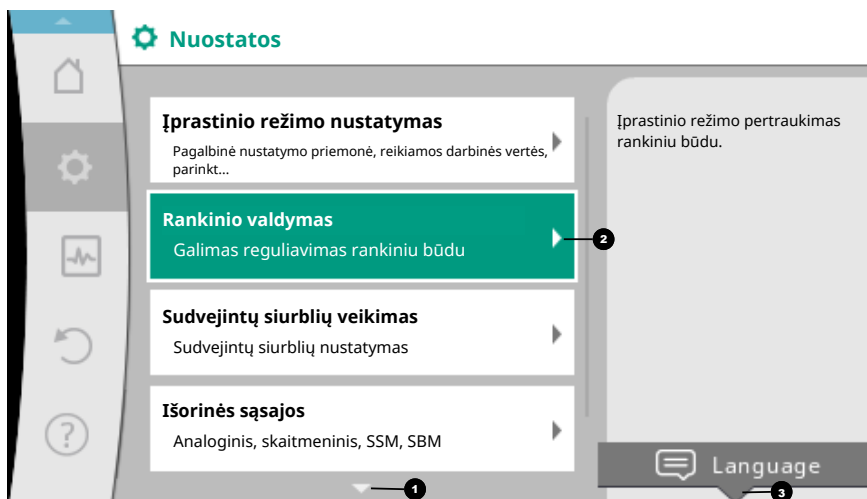 Nuostatos
Įprastinio režimo nustatymas
Pagalbinė nustatymo priemonė, reikiamos darbinės vertės,
parinkt...
Rankinio valdymas
Galimas reguliavimas rankiniu būdu
2
Sudvejintų siurblių veikimas
Sudvejintų siurblių nustatymas
Išorinės sąsajos
Analoginis, skaitmeninis, SSM, SBM
1
Įprastinio režimo pertraukimas
rankiniu būdu.
Language
3
?